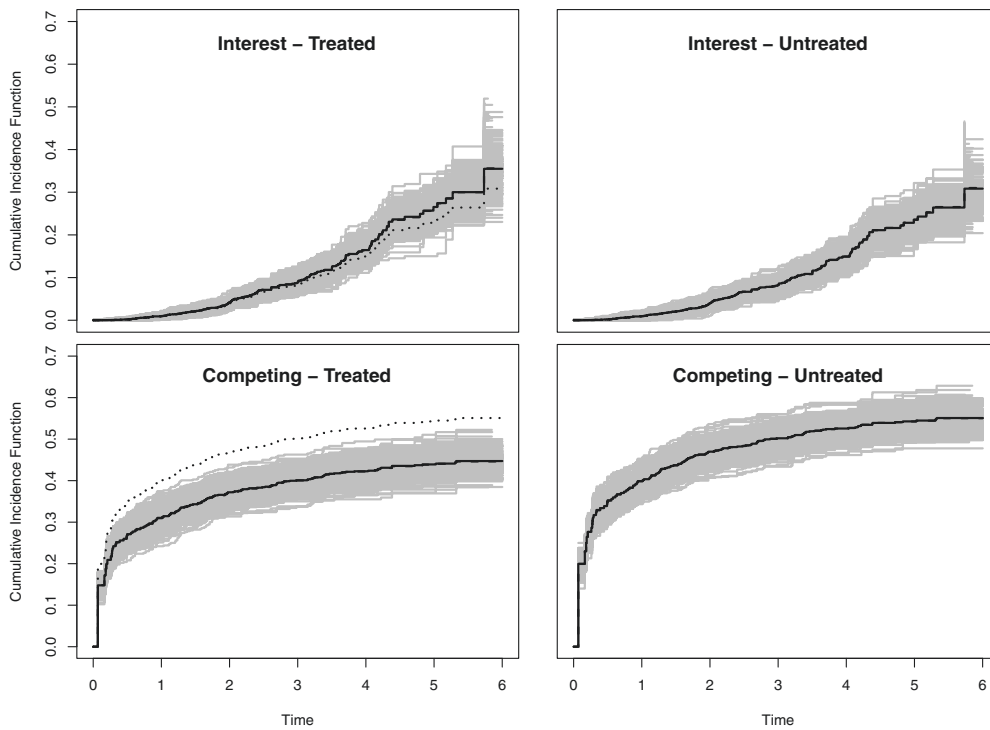 Interest – Treated
Interest – Untreated
Cumulative Incidence Function
0.7
0.6
0.5
0.4
0.3
0.2
0.1
0.0
Competing – Treated
Competing – Untreated
Cumulative Incidence Function
0.7
0.6
0.5
0.4
0.3
0.2
0.1
0.0
0 1 2 3 4 5 6
0 1 2 3 4 5 6
Time
Time